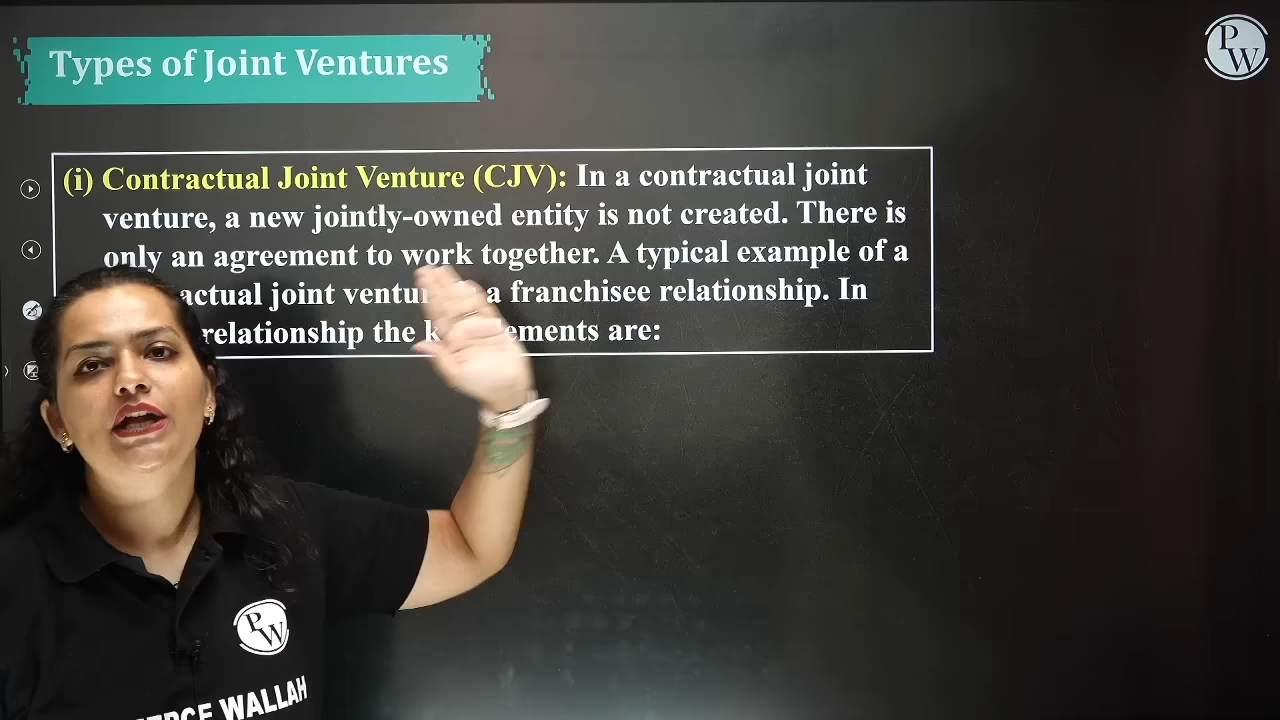 Types of Joint Ventures
PW
(i) Contractual Joint Venture (CJV): In a contractual joint
venture, a new jointly-owned entity is not created. There is
only an agreement to work together. A typical example of a
joint a franchisee relationship. In
relationship the are:
PW
WALLAH